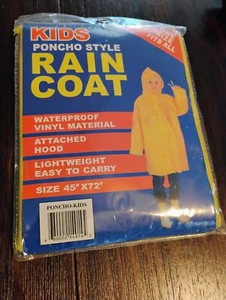 KIDS
PONCHO STYLE
RAIN
COAT
FITS ALL
WATERPROOF
VINYL MATERIAL
ATTACHED
HOOD
LIGHTWEIGHT
EASY TO CARRY
SIZE 45"X72"
PONCHO-KIDS